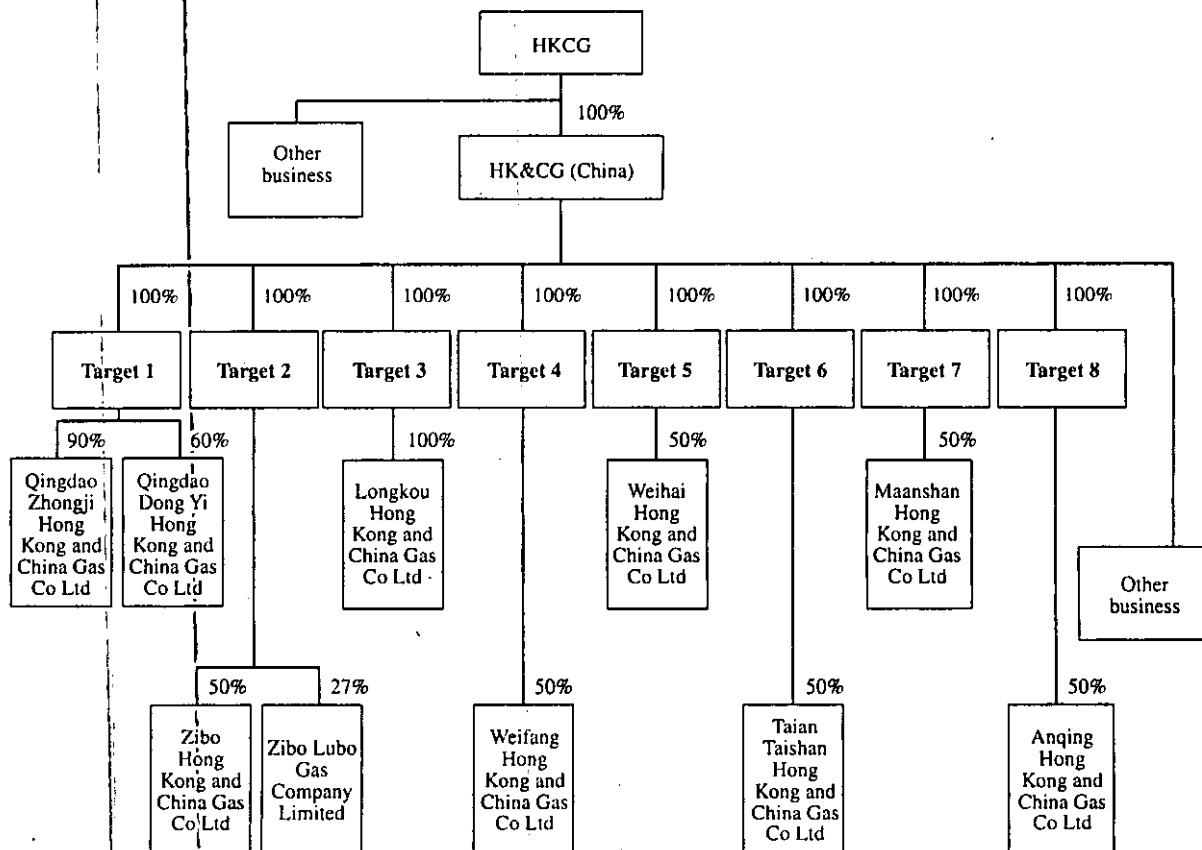 HKCG
100%
Other
business
HK&CG (China)
100%
100%
100%
100%
100%
100%
100%
100%
Target 1
Target 2
Target 3
Target 4
Target 5
Target 6
Target 7
Target 8
90%
60%
100%
50%
50%
Qingdao
Zhongji
Hong
Kong and
China Gas
Co Ltd
Qingdao
Dong Yi
Hong
Kong and
China Gas
Co Ltd
Longkou
Hong
Kong and
China Gas
Co Ltd
Weihai
Hong
Kong and
China Gas
Co Ltd
Maanshan
Hong
Kong and
China Gas
Co Ltd
Other
business
50%
27%
50%
50%
50%
Zibo
Hong
Kong and
China Gas
Co Ltd
Zibo Lubo
Gas
Company
Limited
Weifang
Hong
Kong and
China Gas
Co Ltd
Taian
Taishan
Hong
Kong and
China Gas
Co Ltd
Anqing
Hong
Kong and
China Gas
Co Ltd